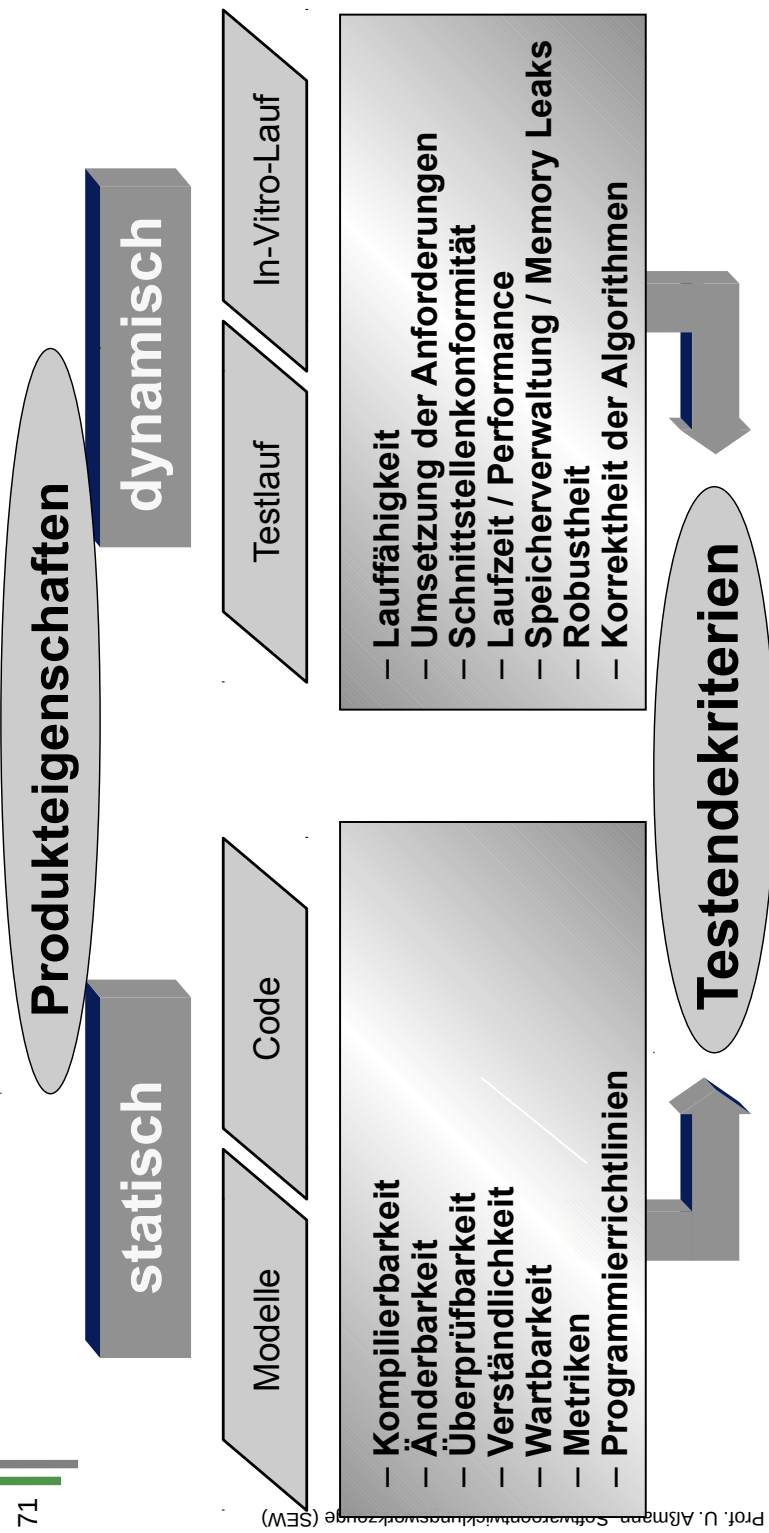 71
Produkteigenschaften
statisch
dynamisch
Modelle
Code
Testlauf
In-Vitro-Lauf
– Kompilierbarkeit
– Änderbarkeit
– Überprüfbarkeit
– Verständlichkeit
– Wartbarkeit
– Metriken
– Programmierrichtlinien
– Lauffähigkeit
– Umsetzung der Anforderungen
– Schnittstellenkonformität
– Laufzeit / Performance
– Speicherverwaltung / Memory Leaks
– Robustheit
– Korrektheit der Algorithmen
Testendekriterien
Prof. U. Aßmann, Softwareentwicklungswerkzeuge (SEW)